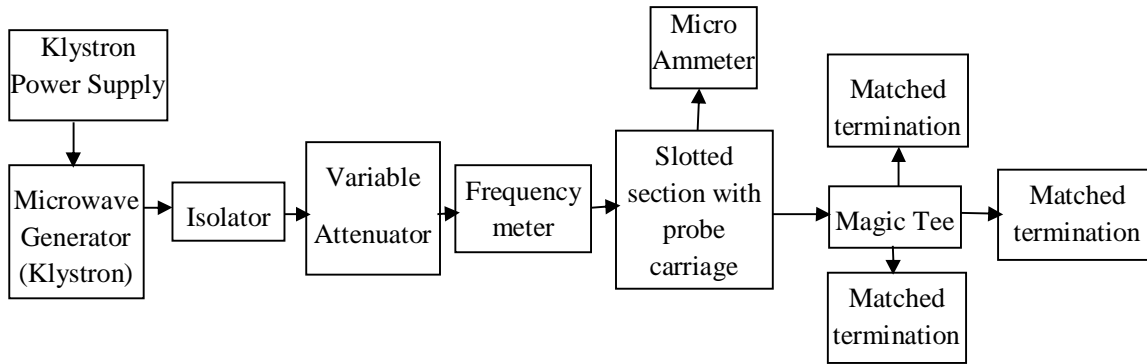 Klystron
Power Supply
Microwave
Generator
(Klystron)
Isolator
Variable
Attenuator
Frequency
meter
Micro
Ammeter
Slotted
section with
probe
carriage
Matched
termination
Magic Tee
Matched
termination
Matched
termination